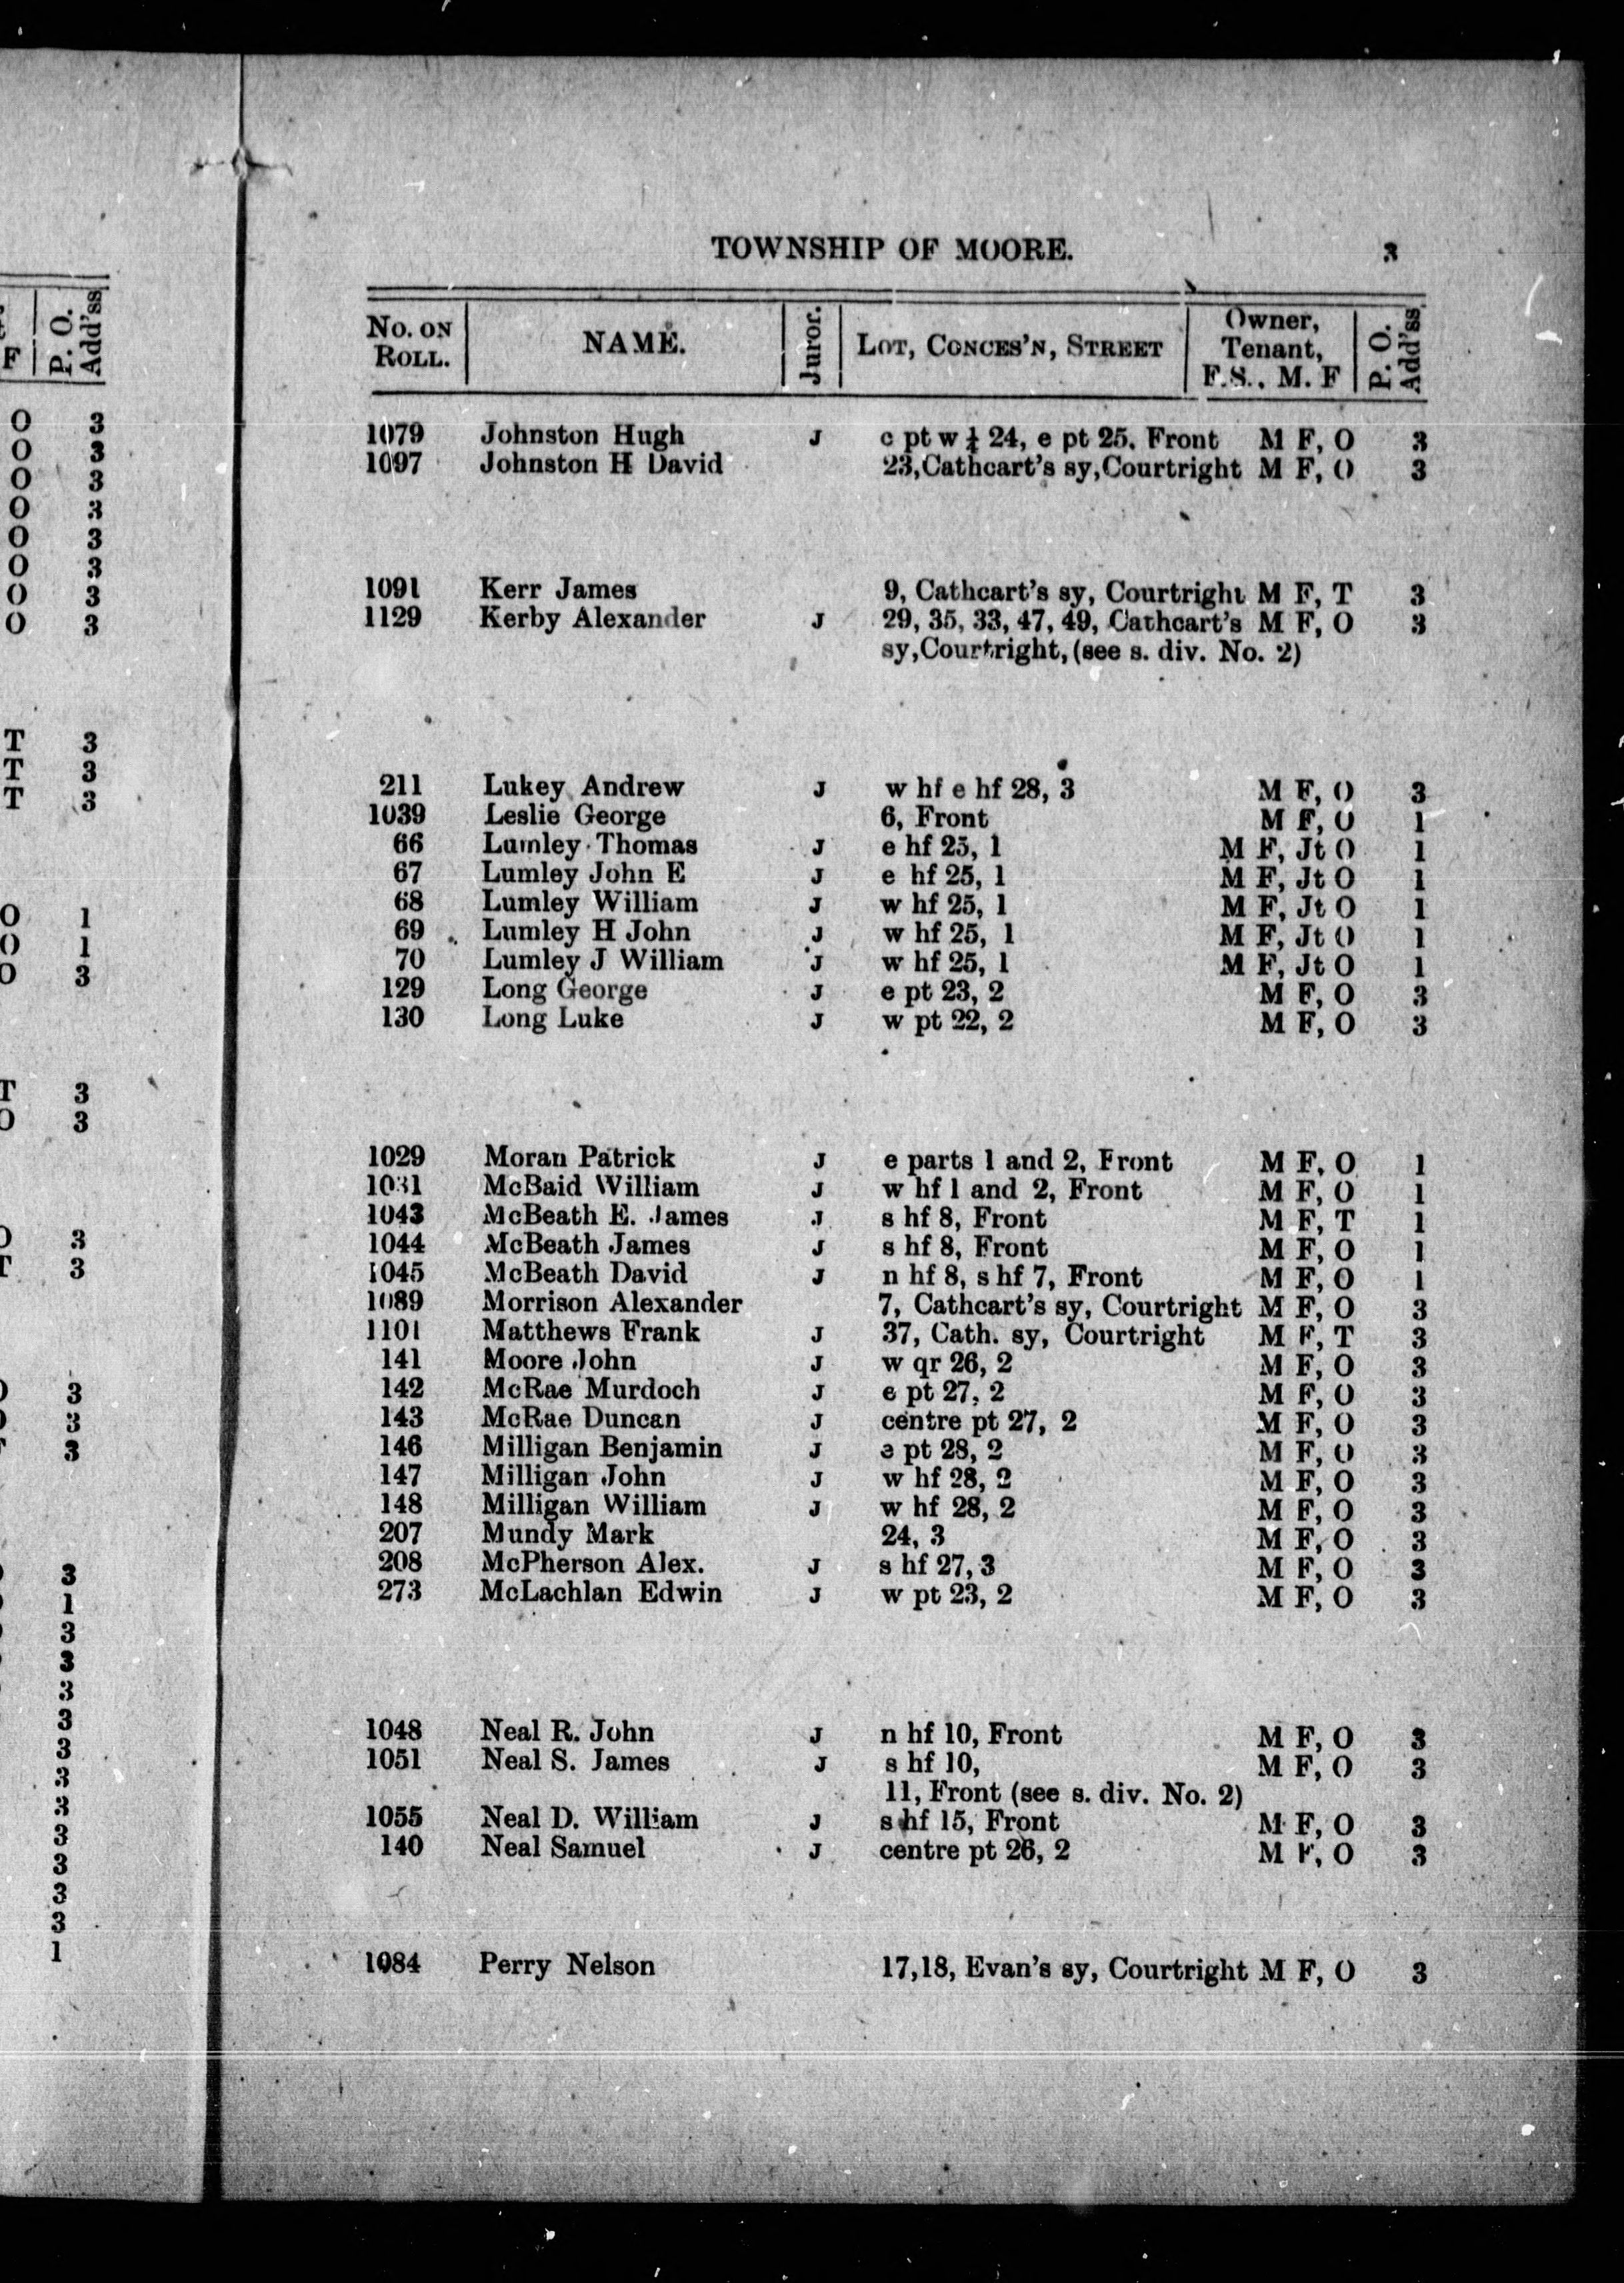 TOWNSHIP OF MOORE. 3
No. on Roll. NAME. Juror. Lot, Conces'n, Street Owner, Tenant, F.S., M. F P. O. Add'ss
1079 Johnston Hugh J c pt w ¼ 24, e pt 25, Front M F, O 3
1097 Johnston H David 23,Cathcart's sy,Courtright M F, O 3
1091 Kerr James 9, Cathcart's sy, Courtright M F, T 3
1129 Kerby Alexander J 29, 35, 33, 47, 49, Cathcart's M F, O 3
sy,Courtright, (see s. div. No. 2)
211 Lukey Andrew J w hf e hf 28, 3 M F, O 3
1039 Leslie George 6, Front M F, O 1
66 Lumley Thomas J e hf 25, 1 M F, Jt O 1
67 Lumley John E J e hf 25, 1 M F, Jt O 1
68 Lumley William J w hf 25, 1 M F, Jt O 1
69 Lumley H John J w hf 25, 1 M F, Jt O 1
70 Lumley J William J w hf 25, 1 M F, Jt O 1
129 Long George J e pt 23, 2 M F, O 3
130 Long Luke J w pt 22, 2 M F, O 3
1029 Moran Patrick J e parts 1 and 2, Front M F, O 1
1031 McBaid William J w hf 1 and 2, Front M F, O 1
1043 McBeath E. James J s hf 8, Front M F, T 1
1044 McBeath James J s hf 8, Front M F, O 1
1045 McBeath David J n hf 8, s hf 7, Front M F, O 1
1089 Morrison Alexander 7, Cathcart's sy, Courtright M F, O 3
1101 Matthews Frank J 37, Cath. sy, Courtright M F, T 3
141 Moore John J w qr 26, 2 M F, O 3
142 McRae Murdoch J e pt 27, 2 M F, O 3
143 McRae Duncan J centre pt 27, 2 M F, O 3
146 Milligan Benjamin J e pt 28, 2 M F, O 3
147 Milligan John J w hf 28, 2 M F, O 3
148 Milligan William J w hf 28, 2 M F, O 3
207 Mundy Mark 24, 3 M F, O 3
208 McPherson Alex. J s hf 27, 3 M F, O 3
273 McLachlan Edwin J w pt 23, 2 M F, O 3
1048 Neal R. John J n hf 10, Front M F, O 3
1051 Neal S. James J s hf 10, M F, O 3
11, Front (see s. div. No. 2)
1055 Neal D. William J s hf 15, Front M F, O 3
140 Neal Samuel J centre pt 26, 2 M F, O 3
1084 Perry Nelson 17,18, Evan's sy, Courtright M F, O 3